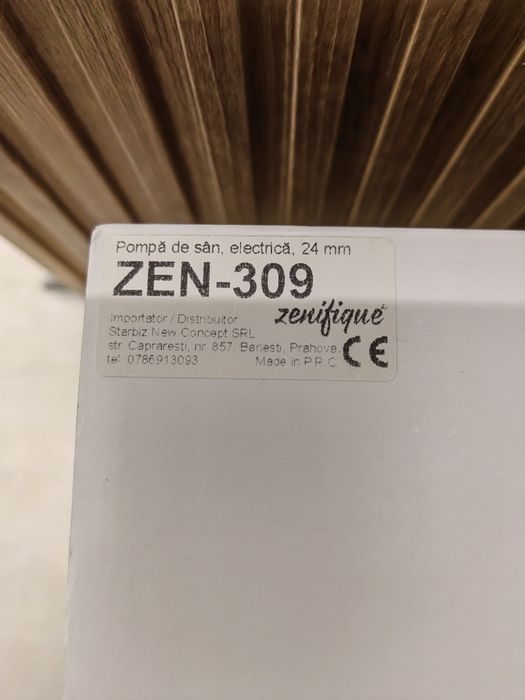 Pompă de sân, electrică, 24 mm
ZEN-309
zenifique
Importator / Distribuitor
Starbiz New Concept SRL
str. Capraresti, nr. 857, Banesti, Prahova.
tel: 0786913093 Made in P.R.C.
CE